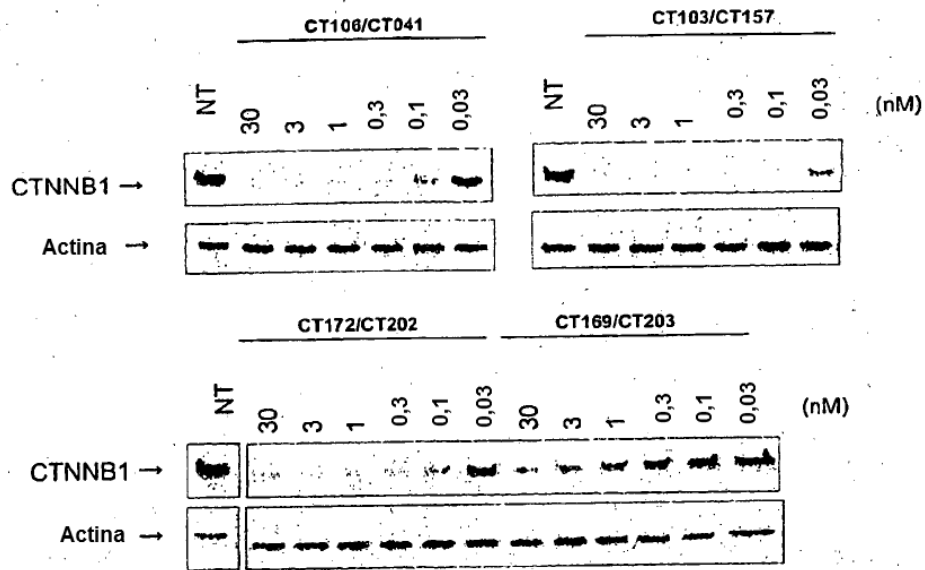 CT106/CT041 CT103/CT157
NT 30 3 1 0,3 0,1 0,03 NT 30 3 1 0,3 0,1 0,03 (nM)
CTNNB1 →
Actina →
CT172/CT202 CT169/CT203
NT 30 3 1 0,3 0,1 0,03 30 3 1 0,3 0,1 0,03 (nM)
CTNNB1 →
Actina →